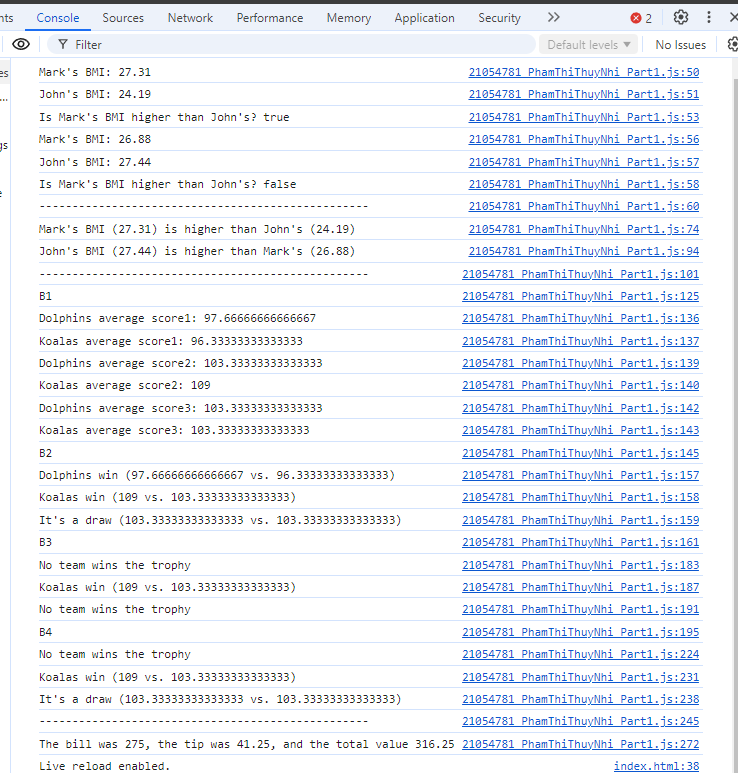 nts Console Sources Network Performance Memory Application Security 2
Filter Default levels No Issues
Mark's BMI: 27.31 21054781 PhamThiThuyNhi Part1.js:50
John's BMI: 24.19 21054781 PhamThiThuyNhi Part1.js:51
Is Mark's BMI higher than John's? true 21054781 PhamThiThuyNhi Part1.js:53
Mark's BMI: 26.88 21054781 PhamThiThuyNhi Part1.js:56
John's BMI: 27.44 21054781 PhamThiThuyNhi Part1.js:57
Is Mark's BMI higher than John's? false 21054781 PhamThiThuyNhi Part1.js:58
----------------------------------------------- 21054781 PhamThiThuyNhi Part1.js:60
Mark's BMI (27.31) is higher than John's (24.19) 21054781 PhamThiThuyNhi Part1.js:74
John's BMI (27.44) is higher than Mark's (26.88) 21054781 PhamThiThuyNhi Part1.js:94
----------------------------------------------- 21054781 PhamThiThuyNhi Part1.js:101
B1 21054781 PhamThiThuyNhi Part1.js:125
Dolphins average score1: 97.66666666666667 21054781 PhamThiThuyNhi Part1.js:136
Koalas average score1: 96.33333333333333 21054781 PhamThiThuyNhi Part1.js:137
Dolphins average score2: 103.33333333333333 21054781 PhamThiThuyNhi Part1.js:139
Koalas average score2: 109 21054781 PhamThiThuyNhi Part1.js:140
Dolphins average score3: 103.33333333333333 21054781 PhamThiThuyNhi Part1.js:142
Koalas average score3: 103.33333333333333 21054781 PhamThiThuyNhi Part1.js:143
B2 21054781 PhamThiThuyNhi Part1.js:145
Dolphins win (97.66666666666667 vs. 96.33333333333333) 21054781 PhamThiThuyNhi Part1.js:157
Koalas win (109 vs. 103.33333333333333) 21054781 PhamThiThuyNhi Part1.js:158
It's a draw (103.33333333333333 vs. 103.33333333333333) 21054781 PhamThiThuyNhi Part1.js:159
B3 21054781 PhamThiThuyNhi Part1.js:161
No team wins the trophy 21054781 PhamThiThuyNhi Part1.js:183
Koalas win (109 vs. 103.33333333333333) 21054781 PhamThiThuyNhi Part1.js:187
No team wins the trophy 21054781 PhamThiThuyNhi Part1.js:191
B4 21054781 PhamThiThuyNhi Part1.js:195
No team wins the trophy 21054781 PhamThiThuyNhi Part1.js:224
Koalas win (109 vs. 103.33333333333333) 21054781 PhamThiThuyNhi Part1.js:231
It's a draw (103.33333333333333 vs. 103.33333333333333) 21054781 PhamThiThuyNhi Part1.js:238
----------------------------------------------- 21054781 PhamThiThuyNhi Part1.js:245
The bill was 275, the tip was 41.25, and the total value 316.25 21054781 PhamThiThuyNhi Part1.js:272
Live reload enabled. index.html:38